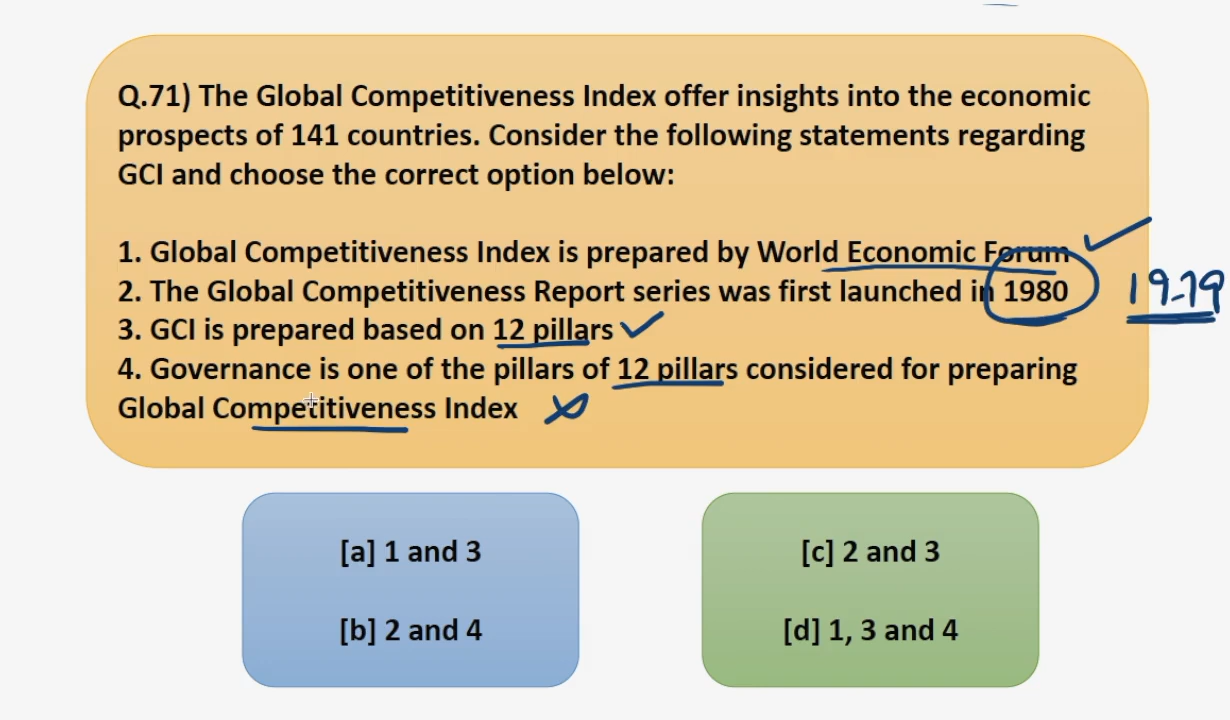 Q.71) The Global Competitiveness Index offer insights into the economic
prospects of 141 countries. Consider the following statements regarding
GCI and choose the correct option below:
1. Global Competitiveness Index is prepared by World Economic Forum
2. The Global Competitiveness Report series was first launched in 1980
1979
3. GCI is prepared based on 12 pillars
4. Governance is one of the pillars of 12 pillars considered for preparing
Global Competitiveness Index
[a] 1 and 3
[b] 2 and 4
[c] 2 and 3
[d] 1, 3 and 4